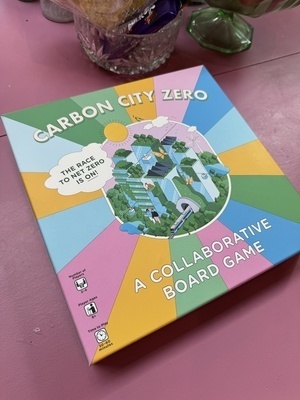 CARBON CITY ZERO
THE RACE
TO NET ZERO
IS ON!
A COLLABORATIVE
BOARD GAME